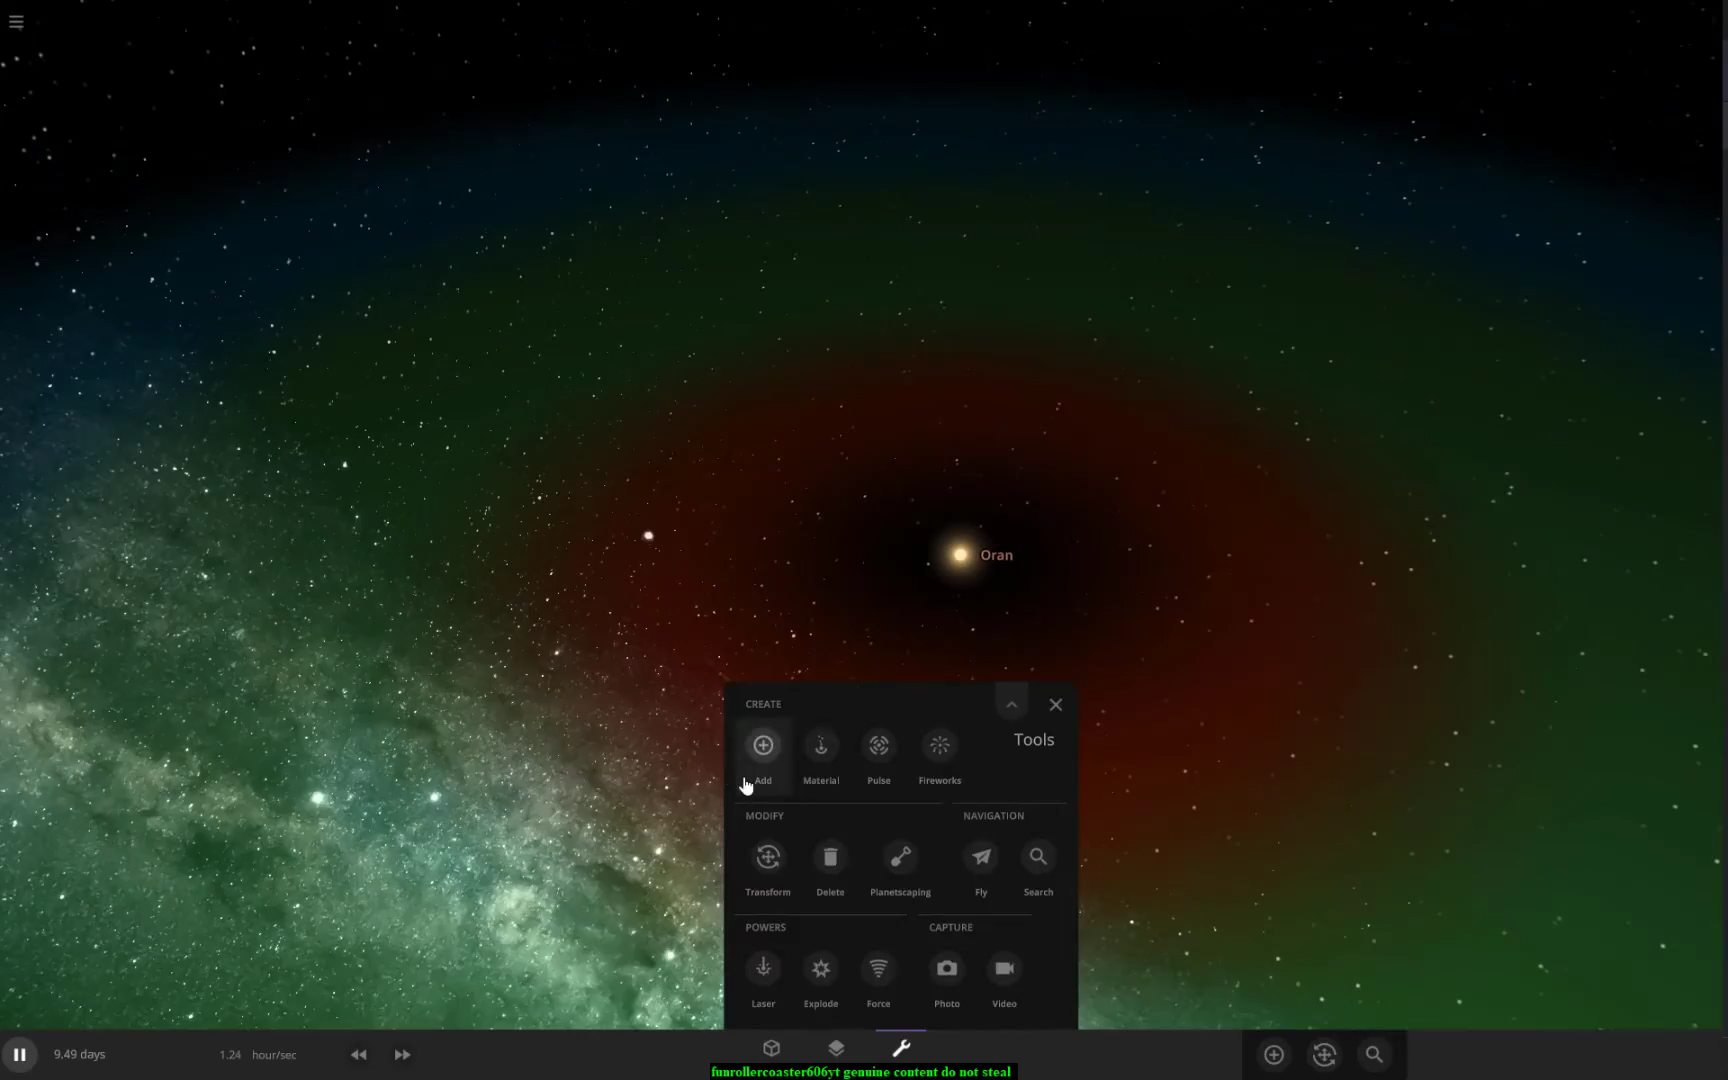 Oran
CREATE
Tools
Add
Material
Pulse
Fireworks
MODIFY
NAVIGATION
Transform
Delete
Planetscaping
Fly
Search
POWERS
CAPTURE
Laser
Explode
Force
Photo
Video
9.49 days
1.24 hour/sec
funrollercoaster606yt genuine content do not steal